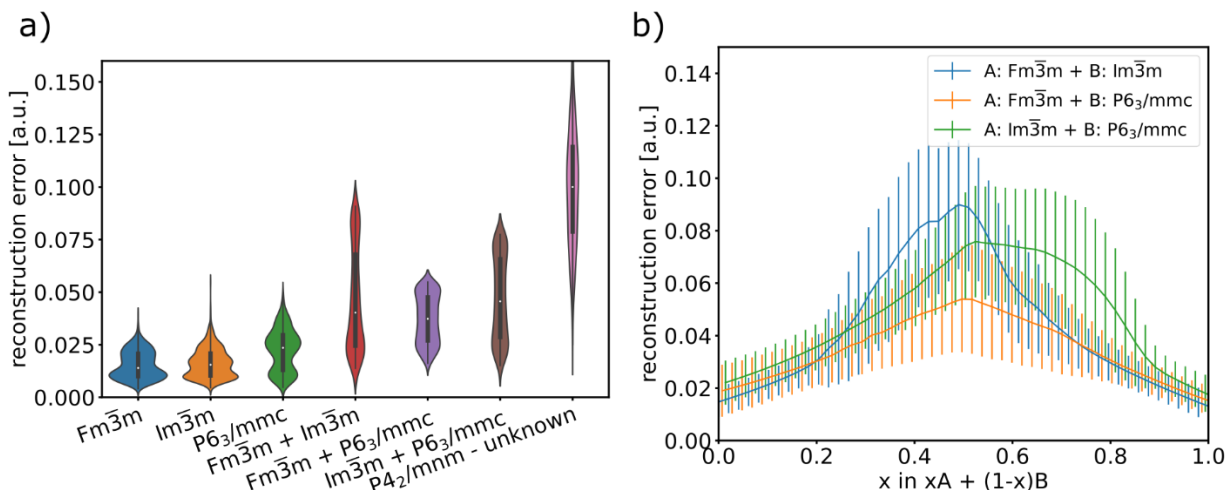 a)
reconstruction error [a.u.]
0.150
0.125
0.100
0.075
0.050
0.025
0.000
Fm3̅m
Im3̅m
P6₃/mmc
Fm3̅m + Im3̅m
Fm3̅m + P6₃/mmc
Im3̅m + P6₃/mmc
P4₂/mnm - unknown
b)
reconstruction error [a.u.]
0.14
0.12
0.10
0.08
0.06
0.04
0.02
0.00
A: Fm3̅m + B: Im3̅m
A: Fm3̅m + B: P6₃/mmc
A: Im3̅m + B: P6₃/mmc
0.0 0.2 0.4 0.6 0.8 1.0
x in xA + (1-x)B